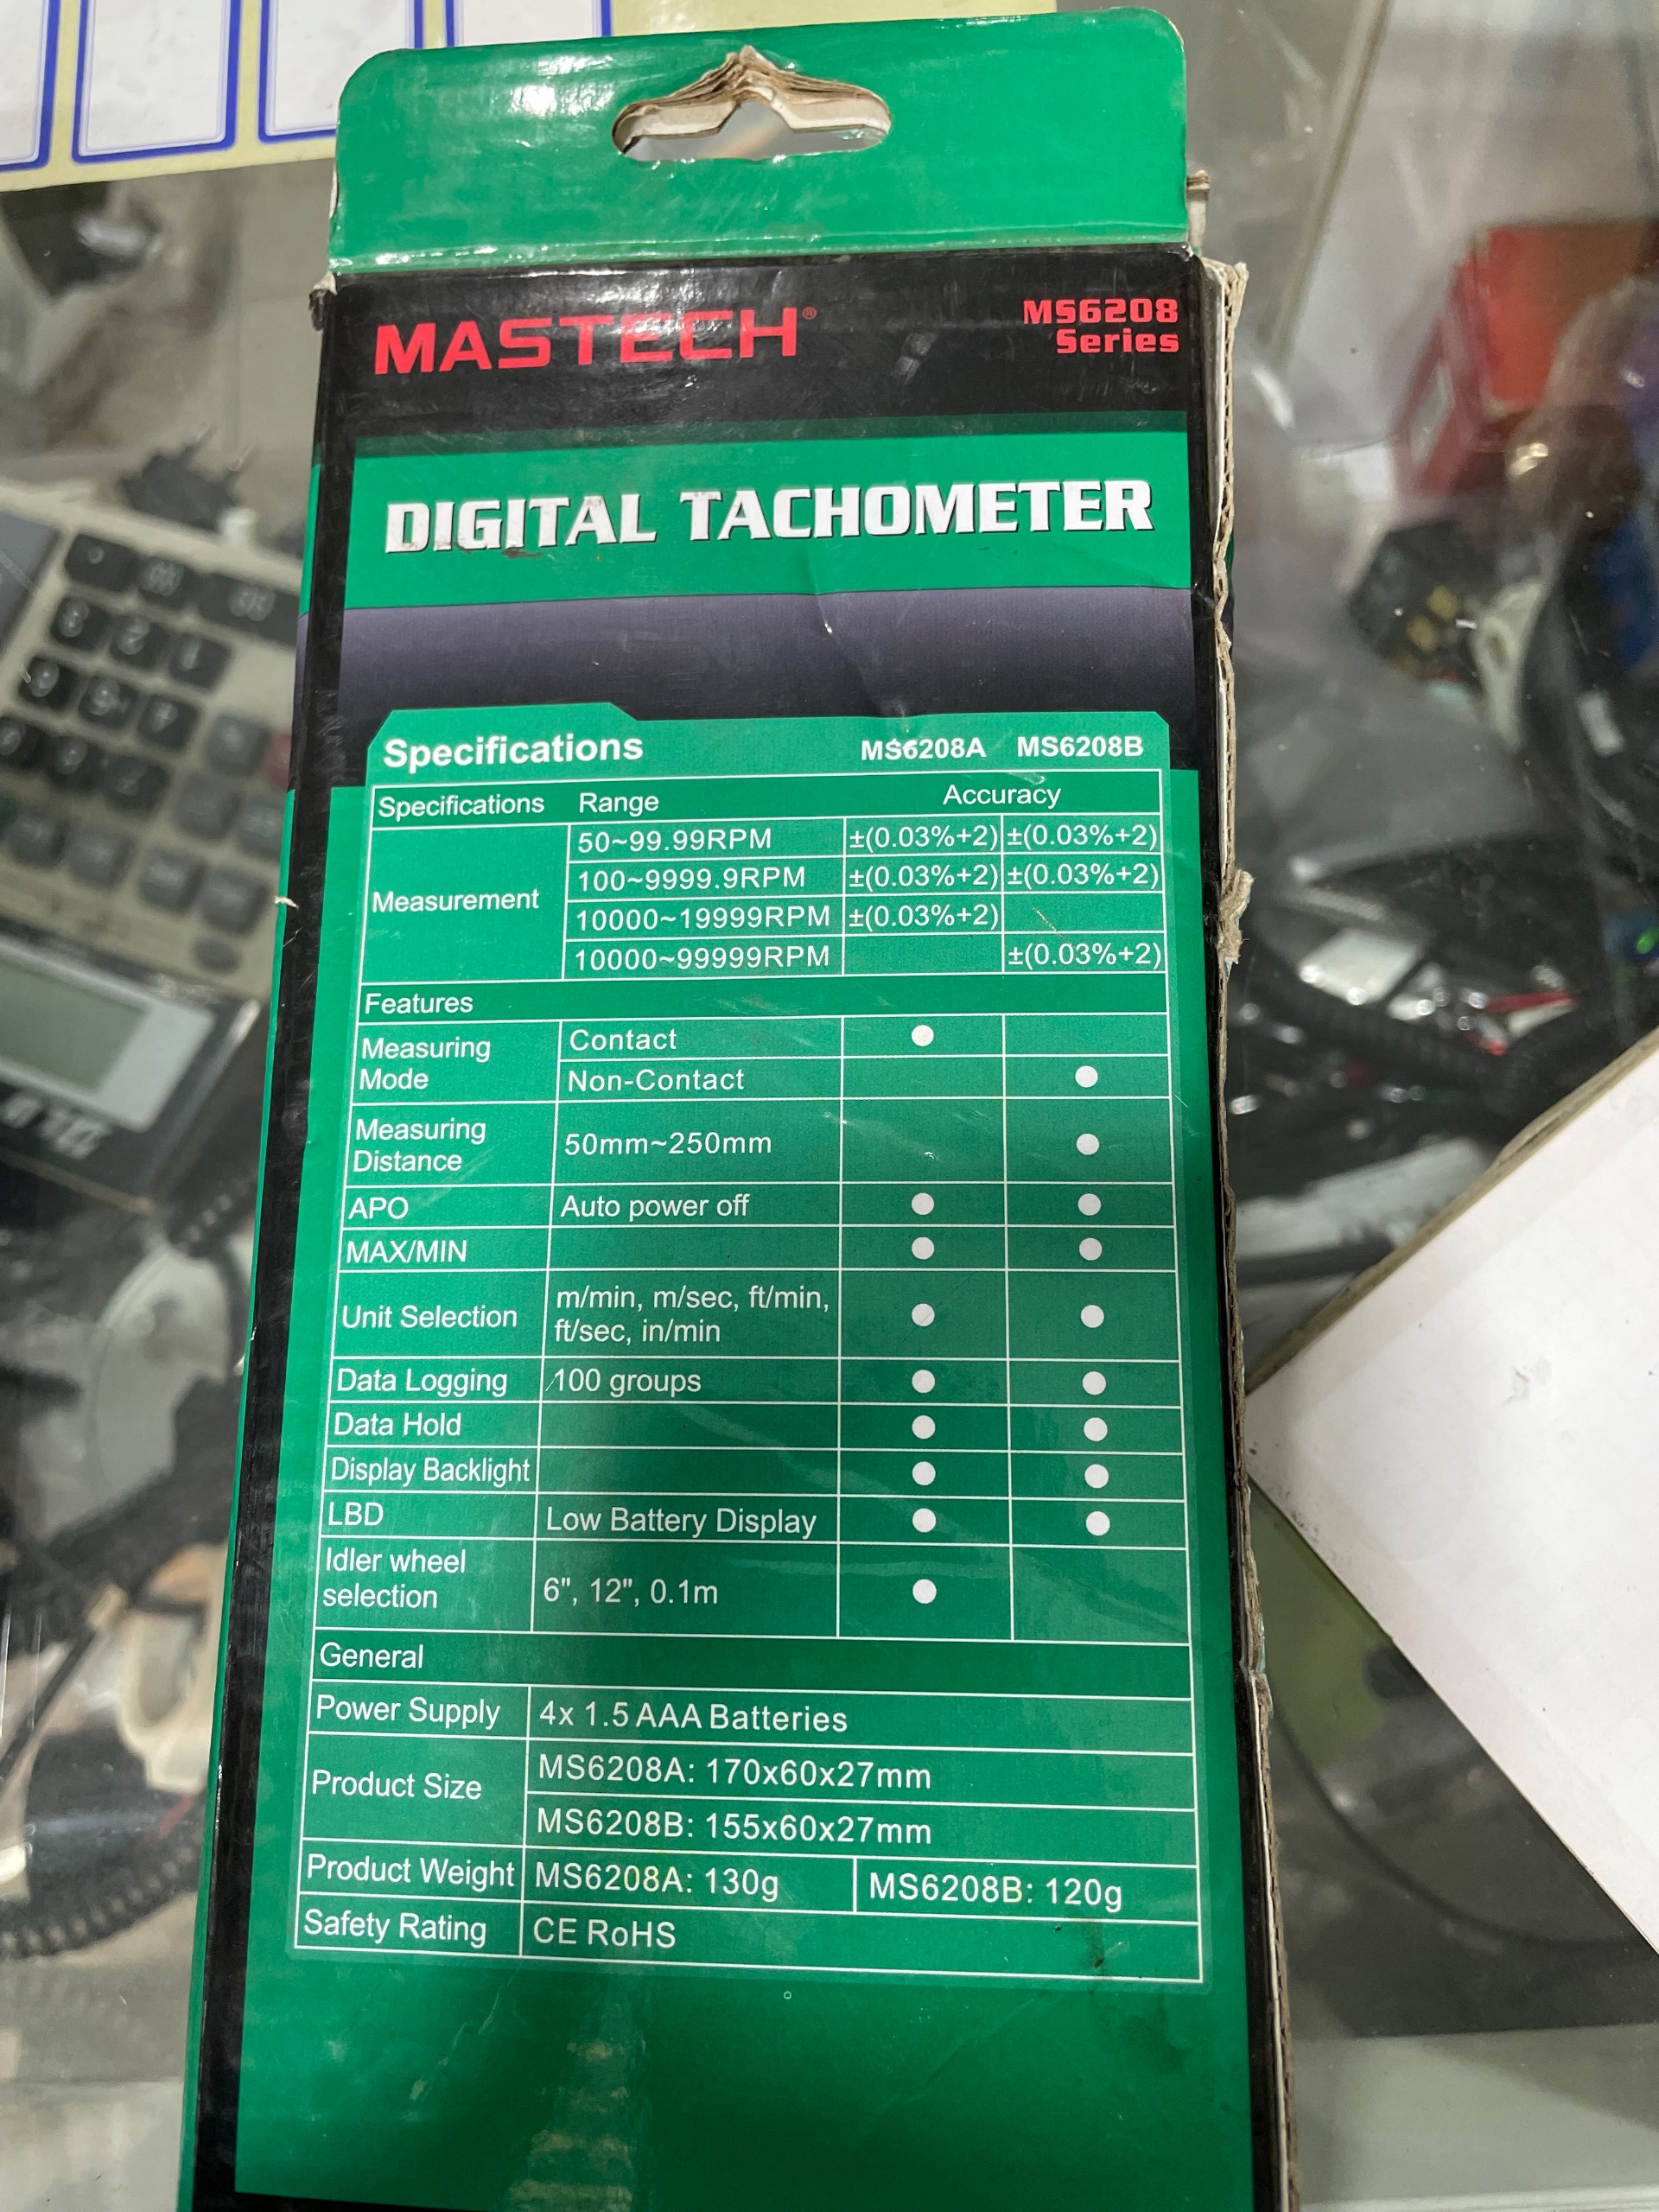 MASTECH®
MS6208
Series
DIGITAL TACHOMETER
Specifications MS6208A MS6208B
Specifications Range Accuracy
Measurement
50~99.99RPM ±(0.03%+2) ±(0.03%+2)
100~9999.9RPM ±(0.03%+2) ±(0.03%+2)
10000~19999RPM ±(0.03%+2)
10000~99999RPM ±(0.03%+2)
Features
Measuring
Mode
Contact
Non-Contact
Measuring
Distance
50mm~250mm
APO Auto power off
MAX/MIN
Unit Selection
m/min, m/sec, ft/min,
ft/sec, in/min
Data Logging 100 groups
Data Hold
Display Backlight
LBD Low Battery Display
Idler wheel
selection
6", 12", 0.1m
General
Power Supply 4x 1.5 AAA Batteries
Product Size
MS6208A: 170x60x27mm
MS6208B: 155x60x27mm
Product Weight MS6208A: 130g MS6208B: 120g
Safety Rating CE RoHS